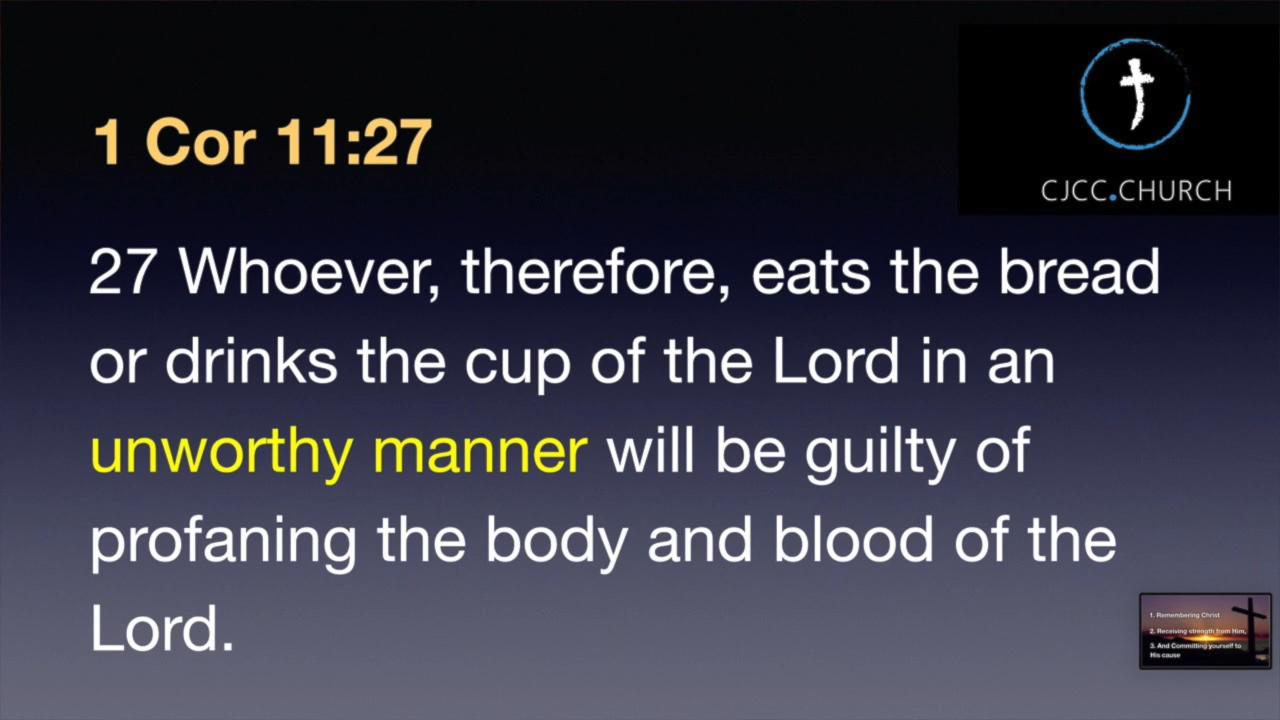 CJCC.CHURCH
1 Cor 11:27
27 Whoever, therefore, eats the bread
or drinks the cup of the Lord in an
unworthy manner will be guilty of
profaning the body and blood of the
Lord.
1. Remembering Christ
2. Receiving strength from Him,
3. And Committing yourself to
His cause